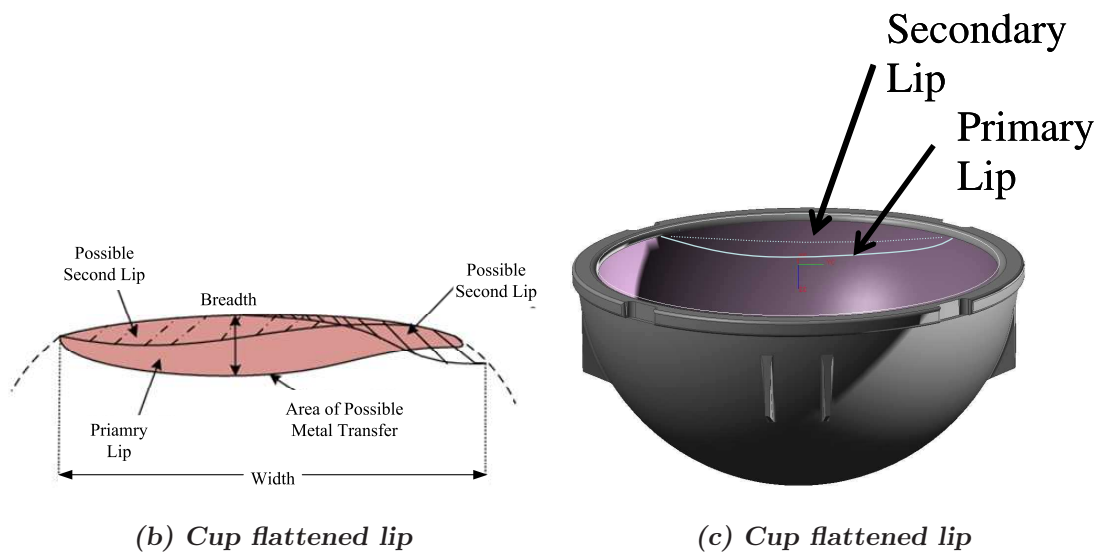 Secondary
Lip
Primary
Lip
Possible
Second Lip
Breadth
Possible
Second Lip
Priamry
Lip
Area of Possible
Metal Transfer
Width
(b) Cup flattened lip
(c) Cup flattened lip